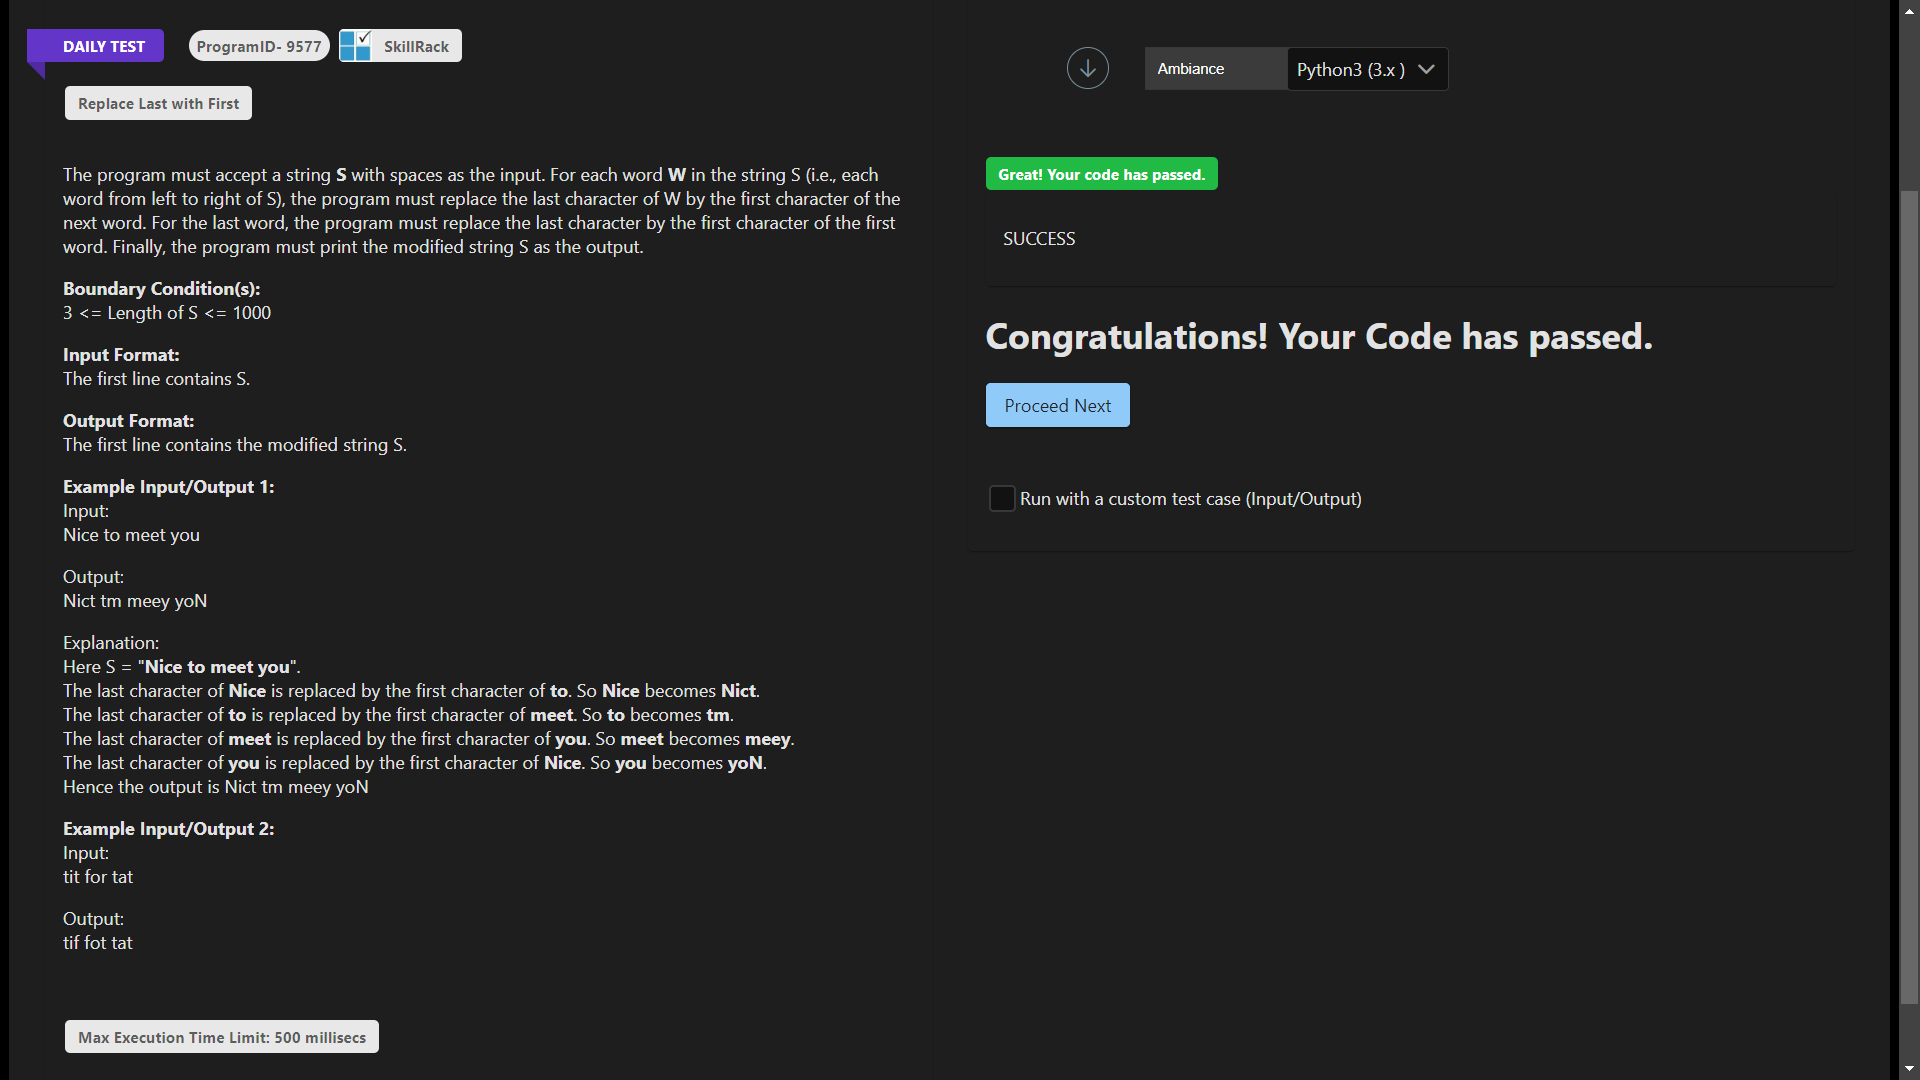 DAILY TEST
ProgramID- 9577
SkillRack
Replace Last with First
The program must accept a string S with spaces as the input. For each word W in the string S (i.e., each
word from left to right of S), the program must replace the last character of W by the first character of the
next word. For the last word, the program must replace the last character by the first character of the first
word. Finally, the program must print the modified string S as the output.
Boundary Condition(s):
3 <= Length of S <= 1000
Input Format:
The first line contains S.
Output Format:
The first line contains the modified string S.
Example Input/Output 1:
Input:
Nice to meet you
Output:
Nict tm meey yoN
Explanation:
Here S = "Nice to meet you".
The last character of Nice is replaced by the first character of to. So Nice becomes Nict.
The last character of to is replaced by the first character of meet. So to becomes tm.
The last character of meet is replaced by the first character of you. So meet becomes meey.
The last character of you is replaced by the first character of Nice. So you becomes yoN.
Hence the output is Nict tm meey yoN
Example Input/Output 2:
Input:
tit for tat
Output:
tif fot tat
Max Execution Time Limit: 500 millisecs
Ambiance
Python3 (3.x )
Great! Your code has passed.
SUCCESS
Congratulations! Your Code has passed.
Proceed Next
Run with a custom test case (Input/Output)